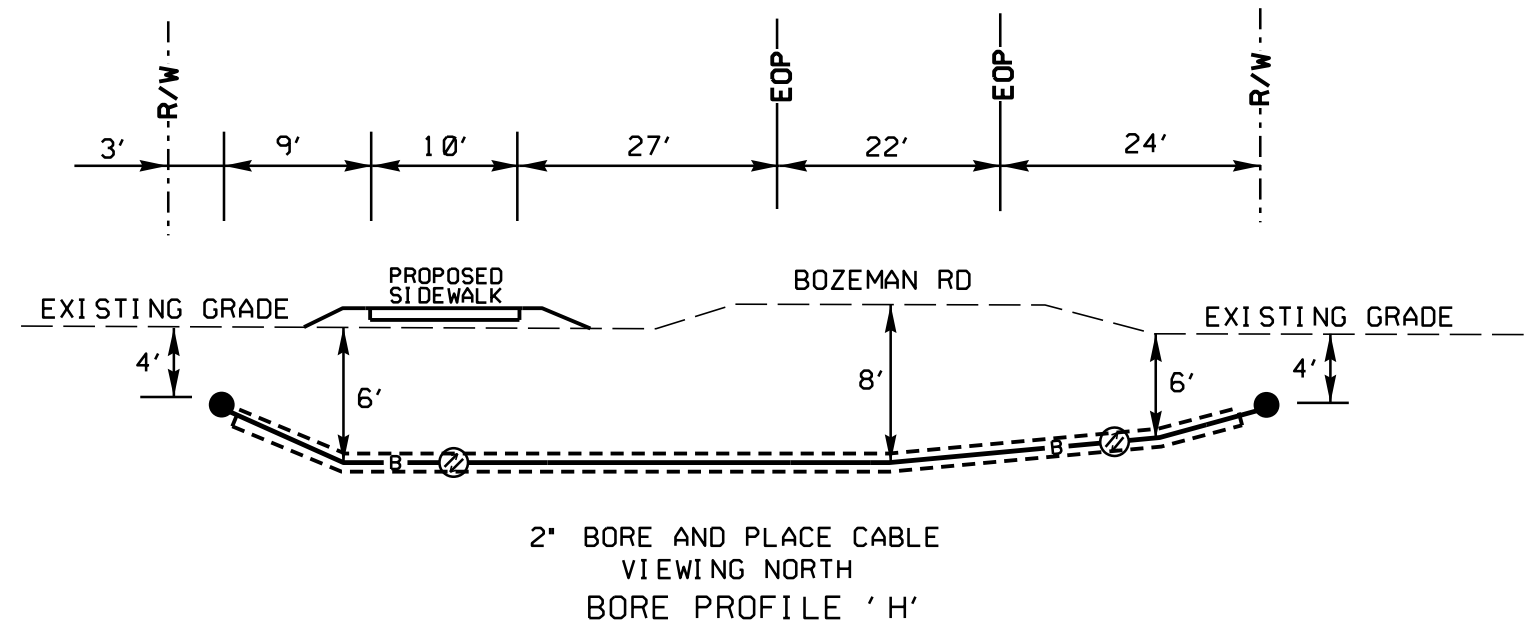 R/W
EOP
EOP
R/W
3' 9' 10' 27' 22' 24'
PROPOSED
SIDEWALK
BOZEMAN RD
EXISTING GRADE
EXISTING GRADE
4'
6'
8'
6'
4'
B
B
2" BORE AND PLACE CABLE
VIEWING NORTH
BORE PROFILE 'H'